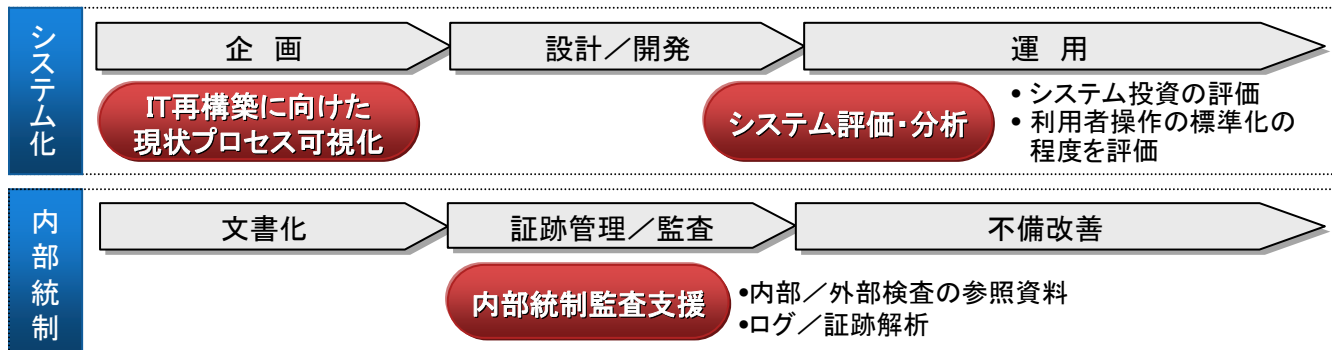 システム化
企 画
設計／開発
運 用
IT再構築に向けた
現状プロセス可視化
システム評価・分析
• システム投資の評価
• 利用者操作の標準化の
程度を評価
内部統制
文書化
証跡管理／監査
不備改善
内部統制監査支援
•内部／外部検査の参照資料
•ログ／証跡解析